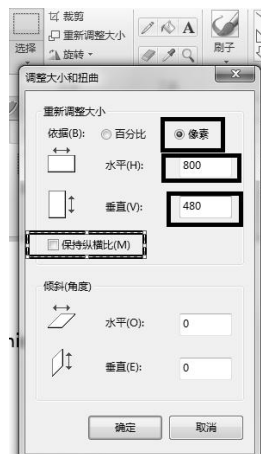 裁剪
重新调整大小
旋转
选择
A
刷子
调整大小和扭曲
重新调整大小
依据(B):
百分比
像素
水平(H):
800
垂直(V):
480
保持纵横比(M)
倾斜(角度)
水平(O):
0
垂直(E):
0
确定
取消